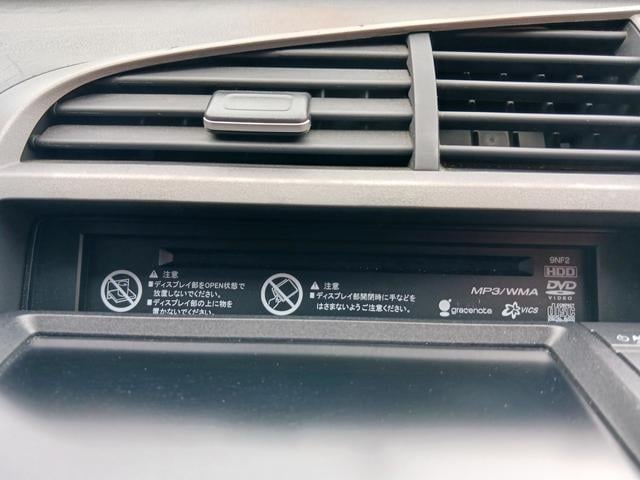 9NF2
HDD
注意
■ディスプレイ部をOPEN状態で
放置しないでください。
■ディスプレイ部の上に物を
置かないでください。
注意
■ディスプレイ部開閉時に手などを
はさまないようご注意ください。
MP3/WMA
DVD
VIDEO
gracenote
VICS
DISC